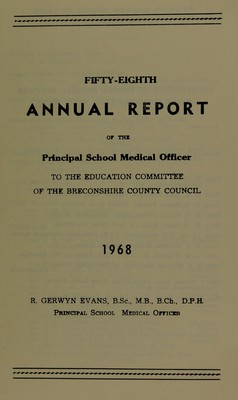 FIFTY-EIGHTH
ANNUAL REPORT
OF THE
Principal School Medical Officer
TO THE EDUCATION COMMITTEE
OF THE BRECONSHIRE COUNTY COUNCIL
1968
R. GERWYN EVANS, B.Sc., M.B., B.Ch., D.P.H.
PRINCIPAL SCHOOL MEDICAL OFFICER